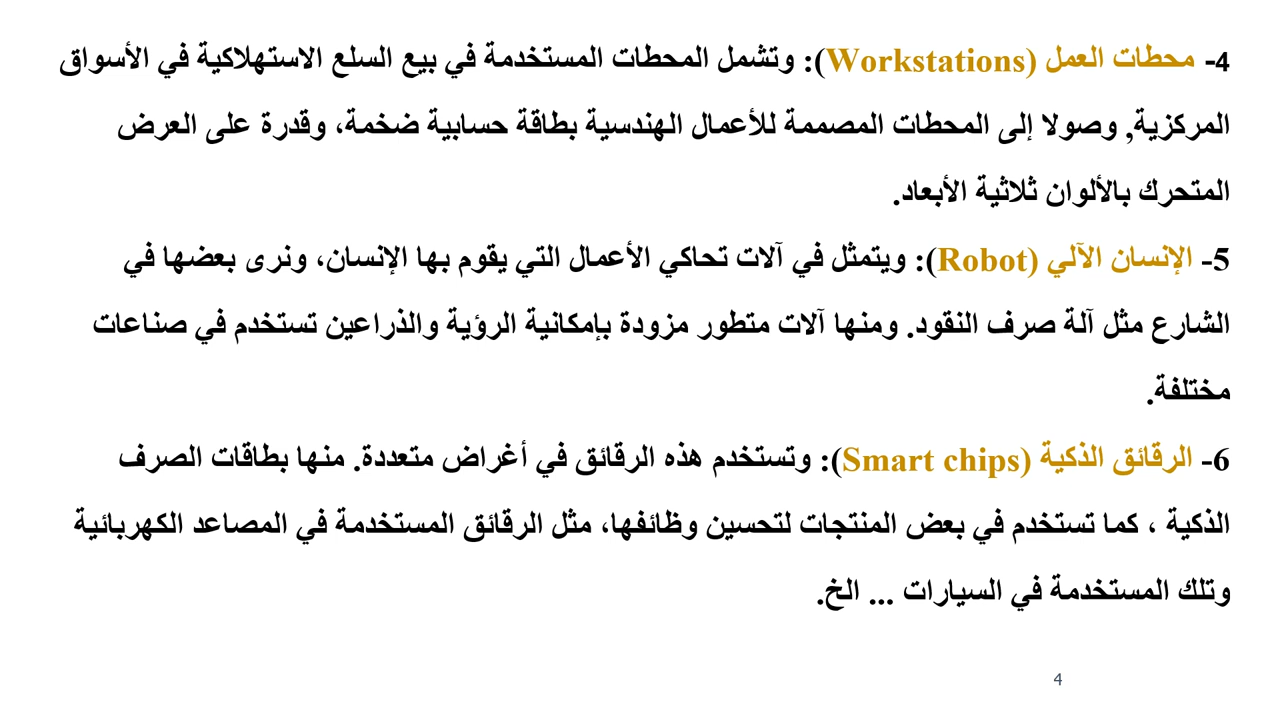 4- محطات العمل (Workstations): وتشمل المحطات المستخدمة في بيع السلع الاستهلاكية في الأسواق
المركزية, وصولا إلى المحطات المصممة للأعمال الهندسية بطاقة حسابية ضخمة، وقدرة على العرض
المتحرك بالألوان ثلاثية الأبعاد.
5- الإنسان الآلي (Robot): ويتمثل في آلات تحاكي الأعمال التي يقوم بها الإنسان، ونرى بعضها في
الشارع مثل آلة صرف النقود. ومنها آلات متطور مزودة بإمكانية الرؤية والذراعين تستخدم في صناعات
مختلفة.
6- الرقائق الذكية (Smart chips): وتستخدم هذه الرقائق في أغراض متعددة. منها بطاقات الصرف
الذكية ، كما تستخدم في بعض المنتجات لتحسين وظائفها، مثل الرقائق المستخدمة في المصاعد الكهربائية
وتلك المستخدمة في السيارات ... الخ.
4